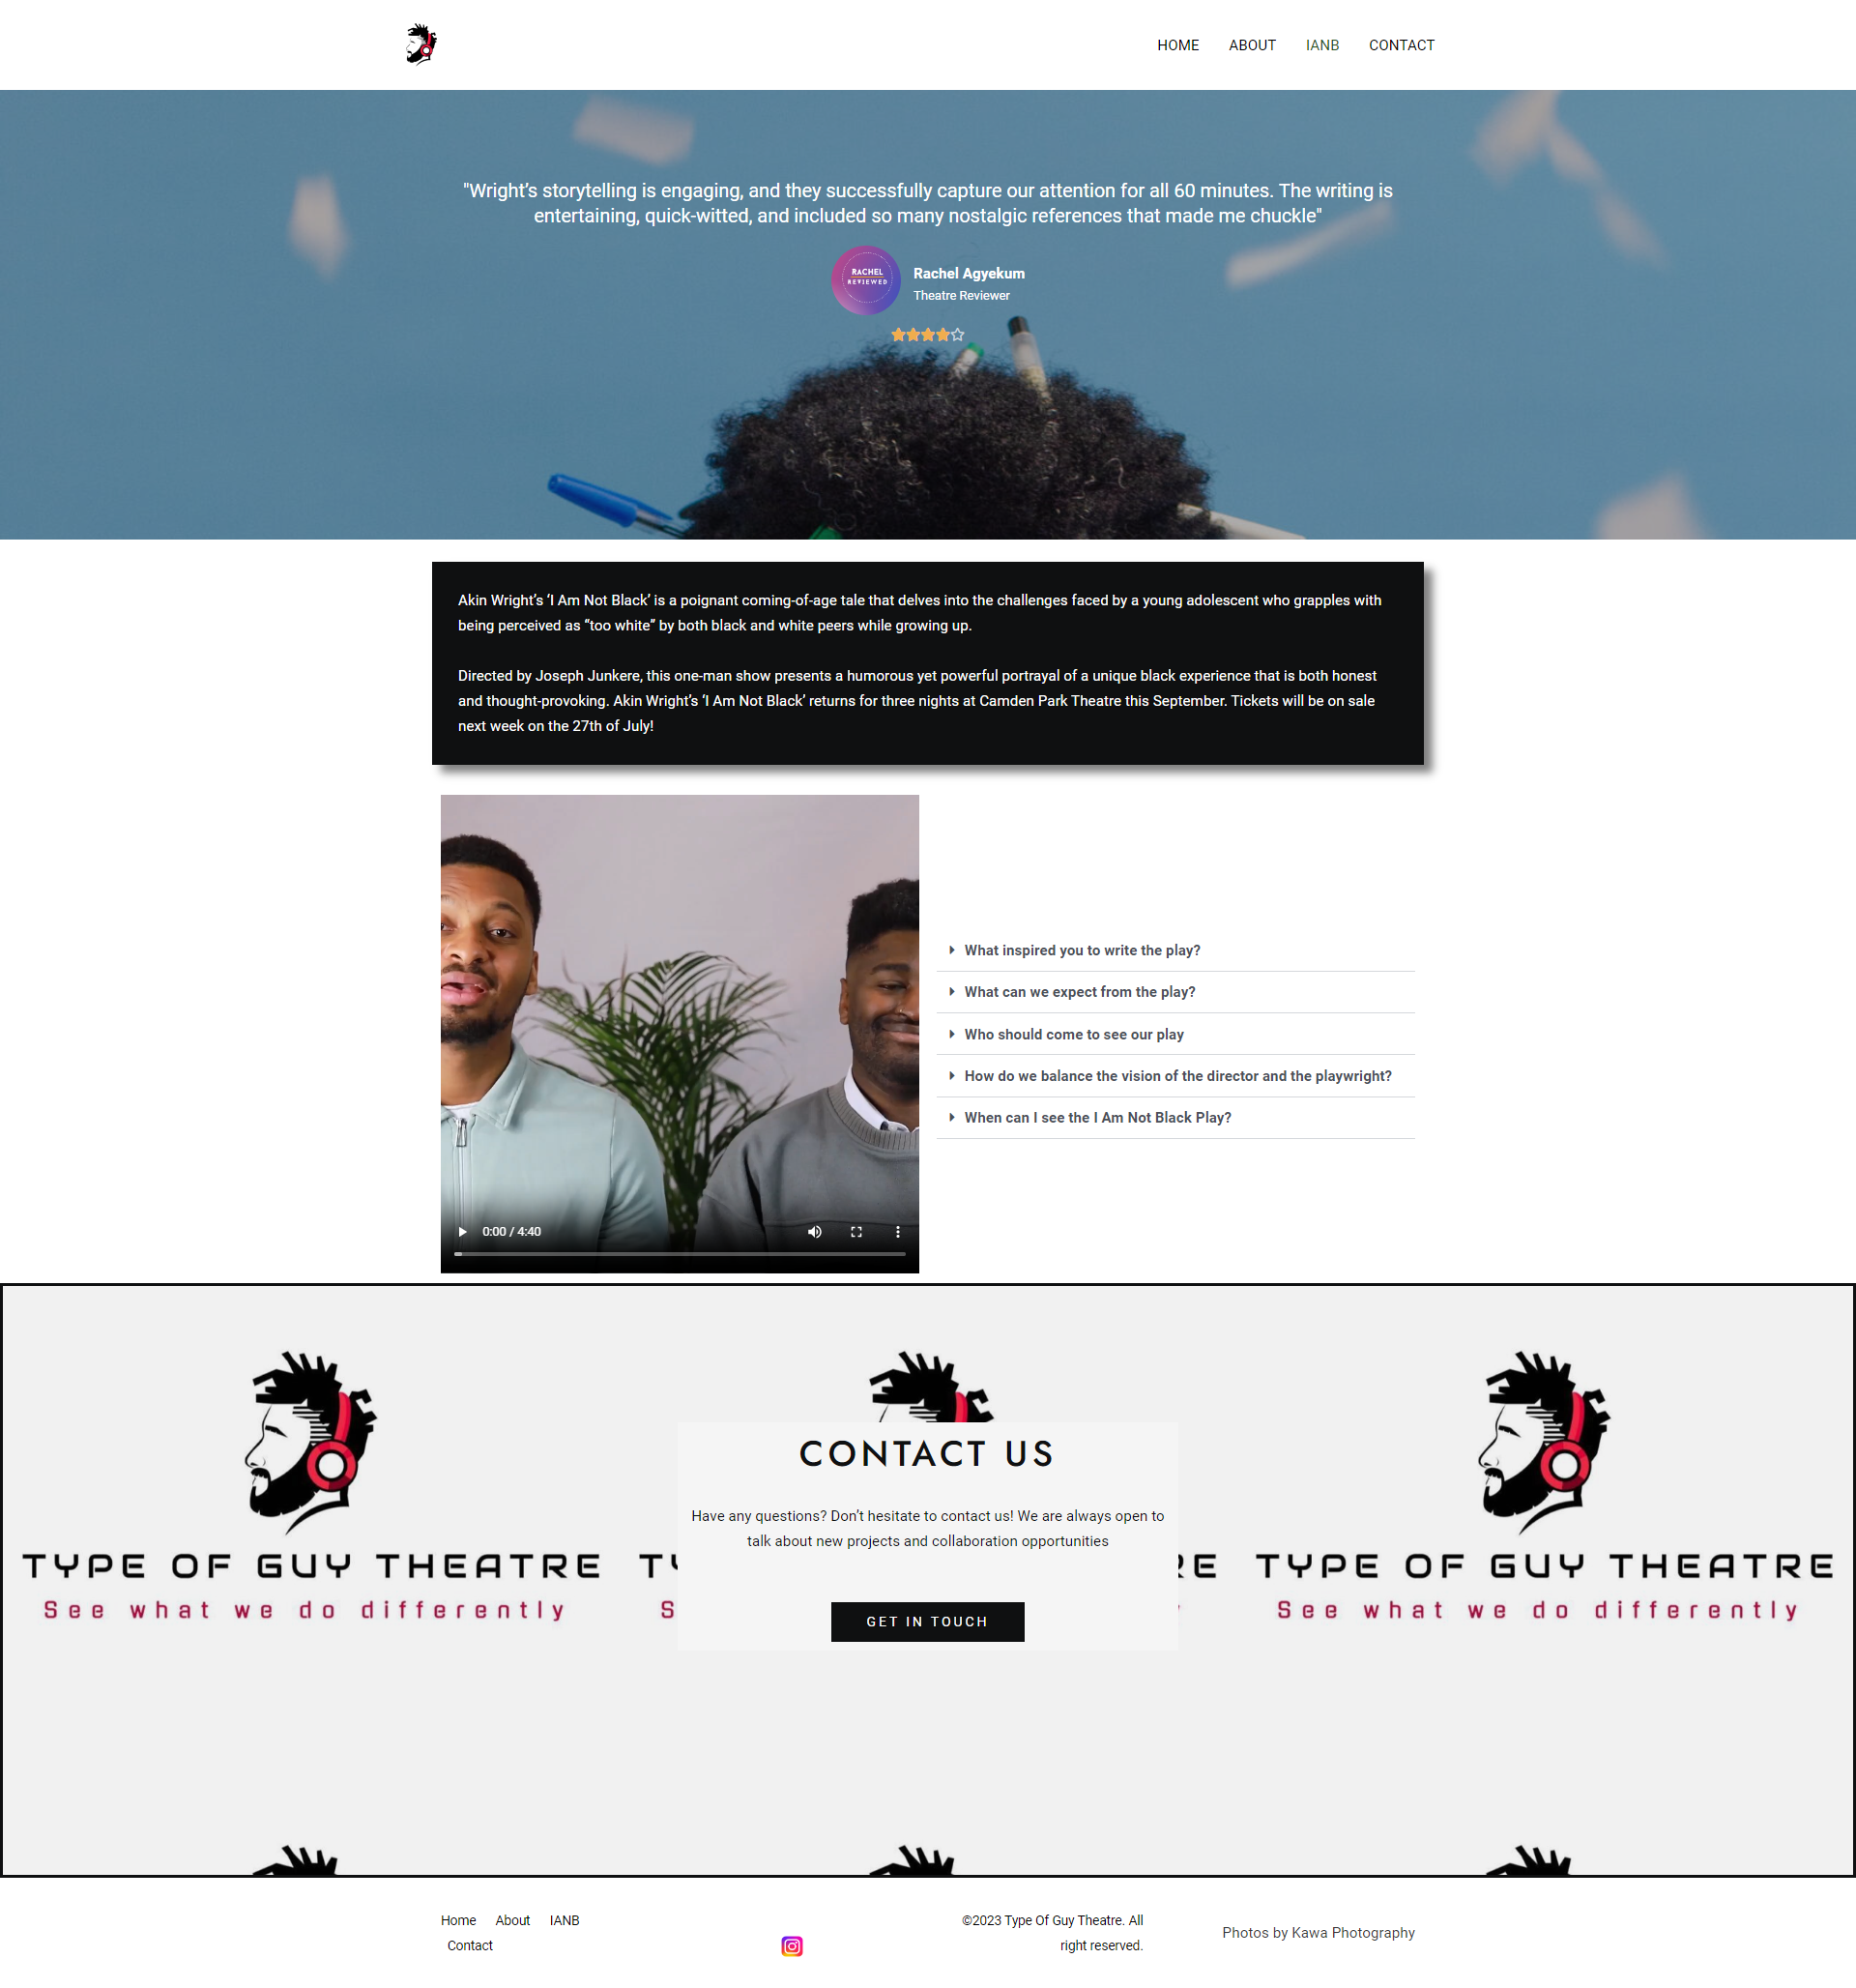 HOME ABOUT IANB CONTACT
"Wright's storytelling is engaging, and they successfully capture our attention for all 60 minutes. The writing is
entertaining, quick-witted, and included so many nostalgic references that made me chuckle"
RACHEL
REVIEWED
Rachel Agyekum
Theatre Reviewer
Akin Wright's ‘I Am Not Black’ is a poignant coming-of-age tale that delves into the challenges faced by a young adolescent who grapples with
being perceived as “too white” by both black and white peers while growing up.
Directed by Joseph Junkere, this one-man show presents a humorous yet powerful portrayal of a unique black experience that is both honest
and thought-provoking. Akin Wright's ‘I Am Not Black’ returns for three nights at Camden Park Theatre this September. Tickets will be on sale
next week on the 27th of July!
What inspired you to write the play?
What can we expect from the play?
Who should come to see our play
How do we balance the vision of the director and the playwright?
When can I see the I Am Not Black Play?
0:00 / 4:40
CONTACT US
Have any questions? Don't hesitate to contact us! We are always open to
talk about new projects and collaboration opportunities
GET IN TOUCH
TYPE OF GUY THEATRE
See what we do differently
TY
S
RE
TYPE OF GUY THEATRE
See what we do differently
Home About IANB
Contact
©2023 Type Of Guy Theatre. All
right reserved.
Photos by Kawa Photography